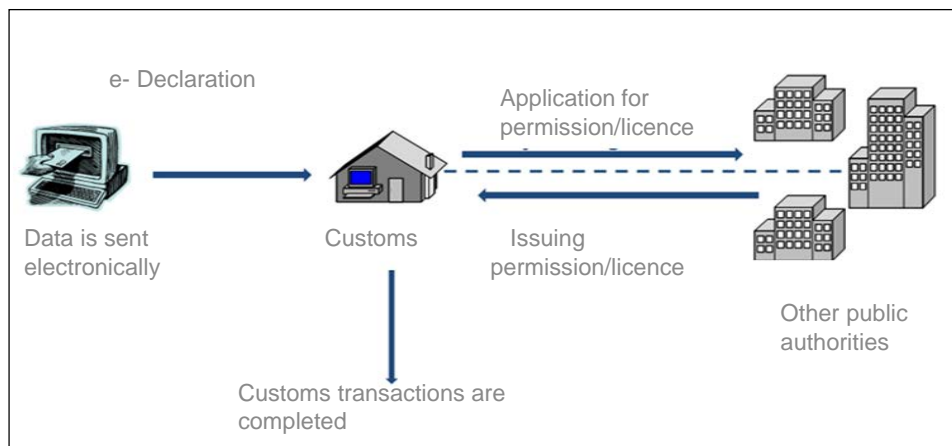 e- Declaration
Application for
permission/licence
Data is sent
electronically
Customs
Issuing
permission/licence
Other public
authorities
Customs transactions are
completed